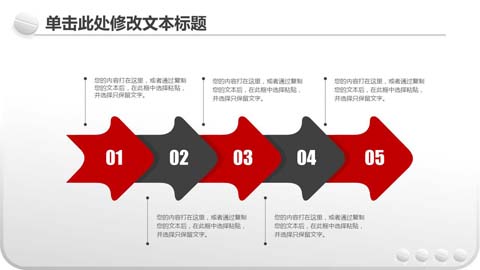 单击此处修改文本标题
您的内容打在这里，或者通过复制
您的文本后，在此框中选择粘贴，
并选择只保留文字。
您的内容打在这里，或者通过复制
您的文本后，在此框中选择粘贴，
并选择只保留文字。
您的内容打在这里，或者通过复制
您的文本后，在此框中选择粘贴，
并选择只保留文字。
01
02
03
04
05
您的内容打在这里，或者通过复制
您的文本后，在此框中选择粘贴，
并选择只保留文字。
您的内容打在这里，或者通过复制
您的文本后，在此框中选择粘贴，
并选择只保留文字。